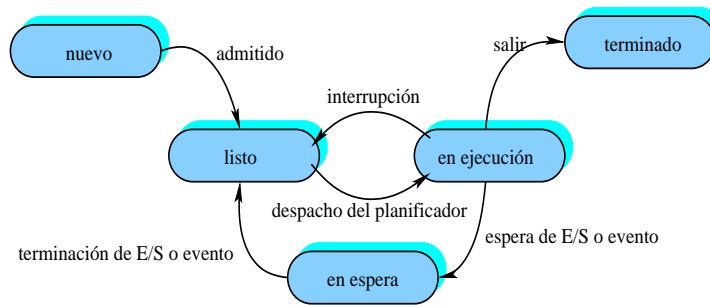 nuevo
admitido
salir
terminado
interrupción
listo
en ejecución
despacho del planificador
terminación de E/S o evento
espera de E/S o evento
en espera